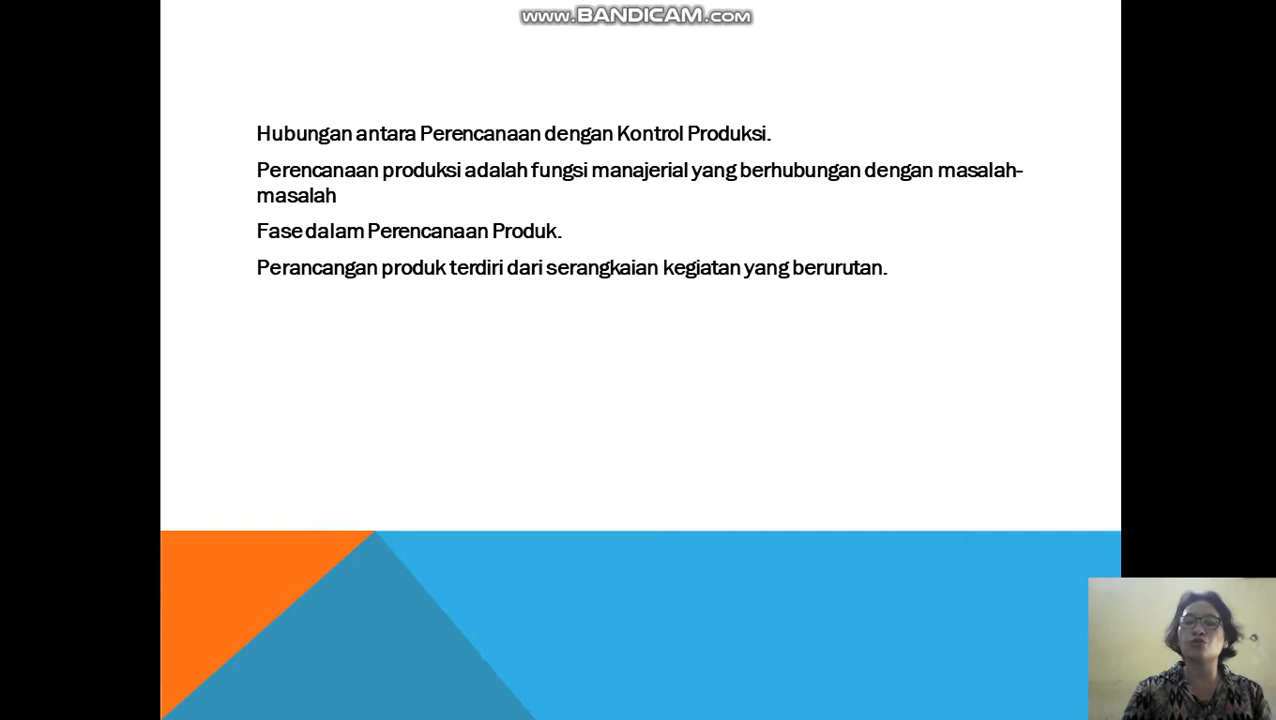 www.BANDICAM.com
Hubungan antara Perencanaan dengan Kontrol Produksi.
Perencanaan produksi adalah fungsi manajerial yang berhubungan dengan masalah-
masalah
Fase dalam Perencanaan Produk.
Perancangan produk terdiri dari serangkaian kegiatan yang berurutan.